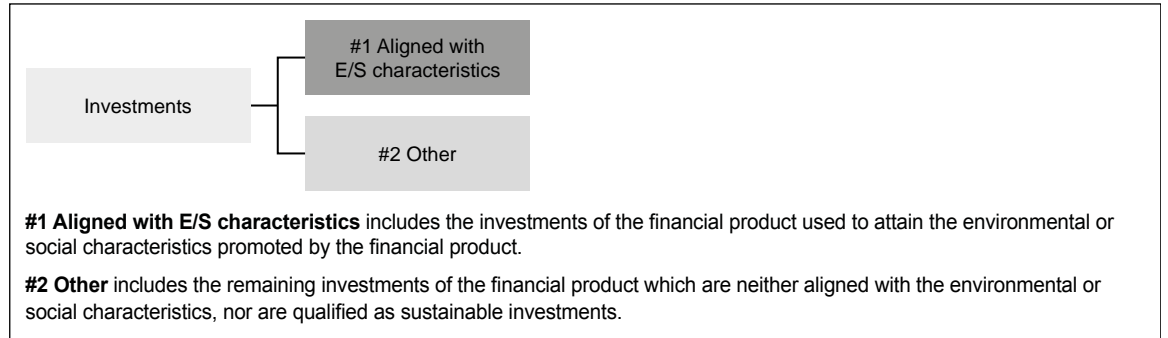 #1 Aligned with
E/S characteristics
Investments
#2 Other
#1 Aligned with E/S characteristics includes the investments of the financial product used to attain the environmental or
social characteristics promoted by the financial product.
#2 Other includes the remaining investments of the financial product which are neither aligned with the environmental or
social characteristics, nor are qualified as sustainable investments.